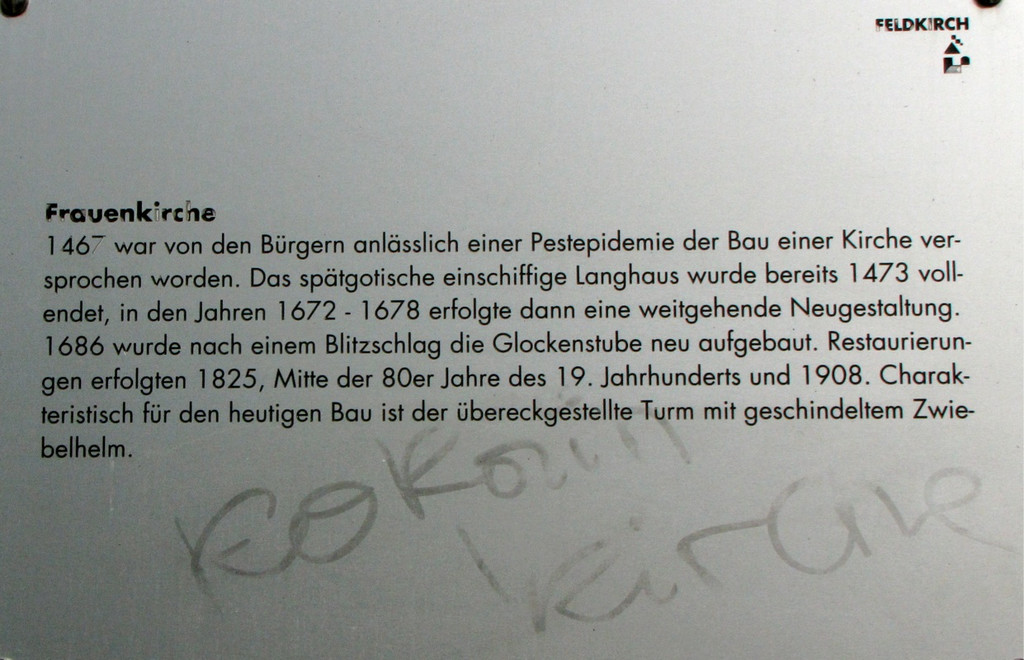 FELDKIRCH
Frauenkirche
1467 war von den Bürgern anlässlich einer Pestepidemie der Bau einer Kirche ver-
sprochen worden. Das spätgotische einschiffige Langhaus wurde bereits 1473 voll-
endet, in den Jahren 1672 - 1678 erfolgte dann eine weitgehende Neugestaltung.
1686 wurde nach einem Blitzschlag die Glockenstube neu aufgebaut. Restaurierun-
gen erfolgten 1825, Mitte der 80er Jahre des 19. Jahrhunderts und 1908. Charak-
teristisch für den heutigen Bau ist der übereckgestellte Turm mit geschindeltem Zwie-
belhelm.
kokain
kirche